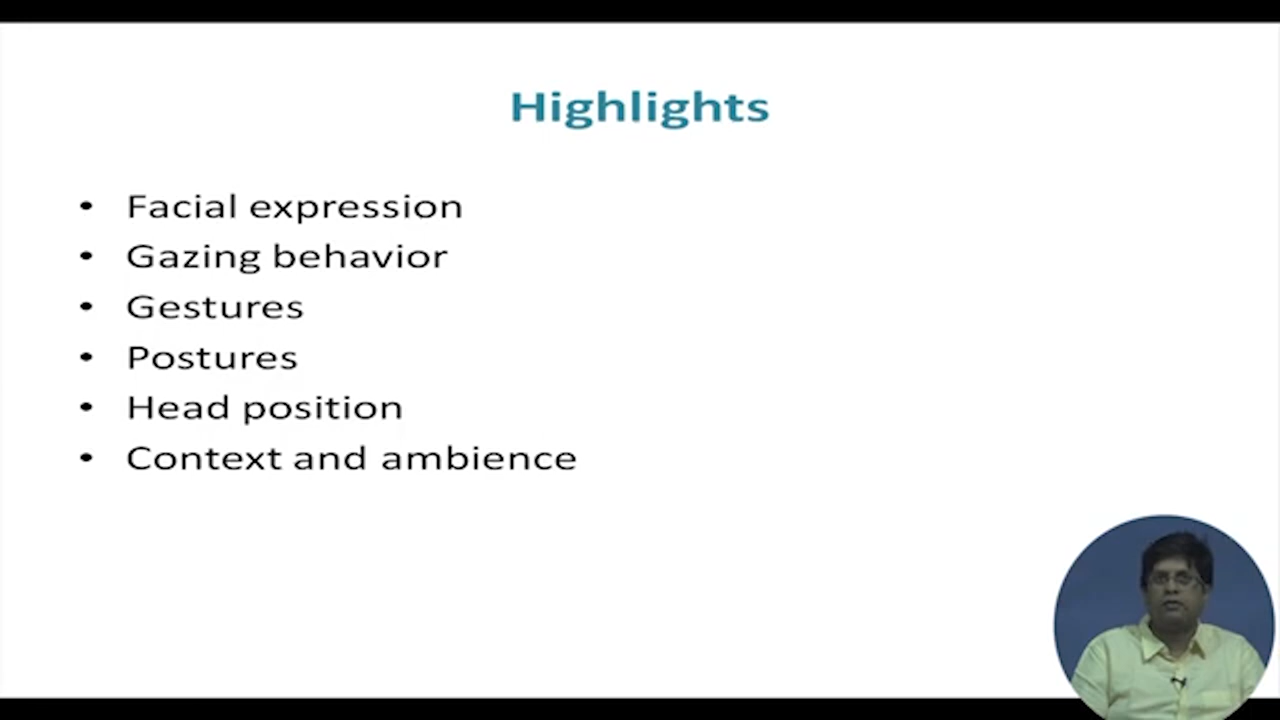 Highlights
• Facial expression
• Gazing behavior
• Gestures
• Postures
• Head position
• Context and ambience